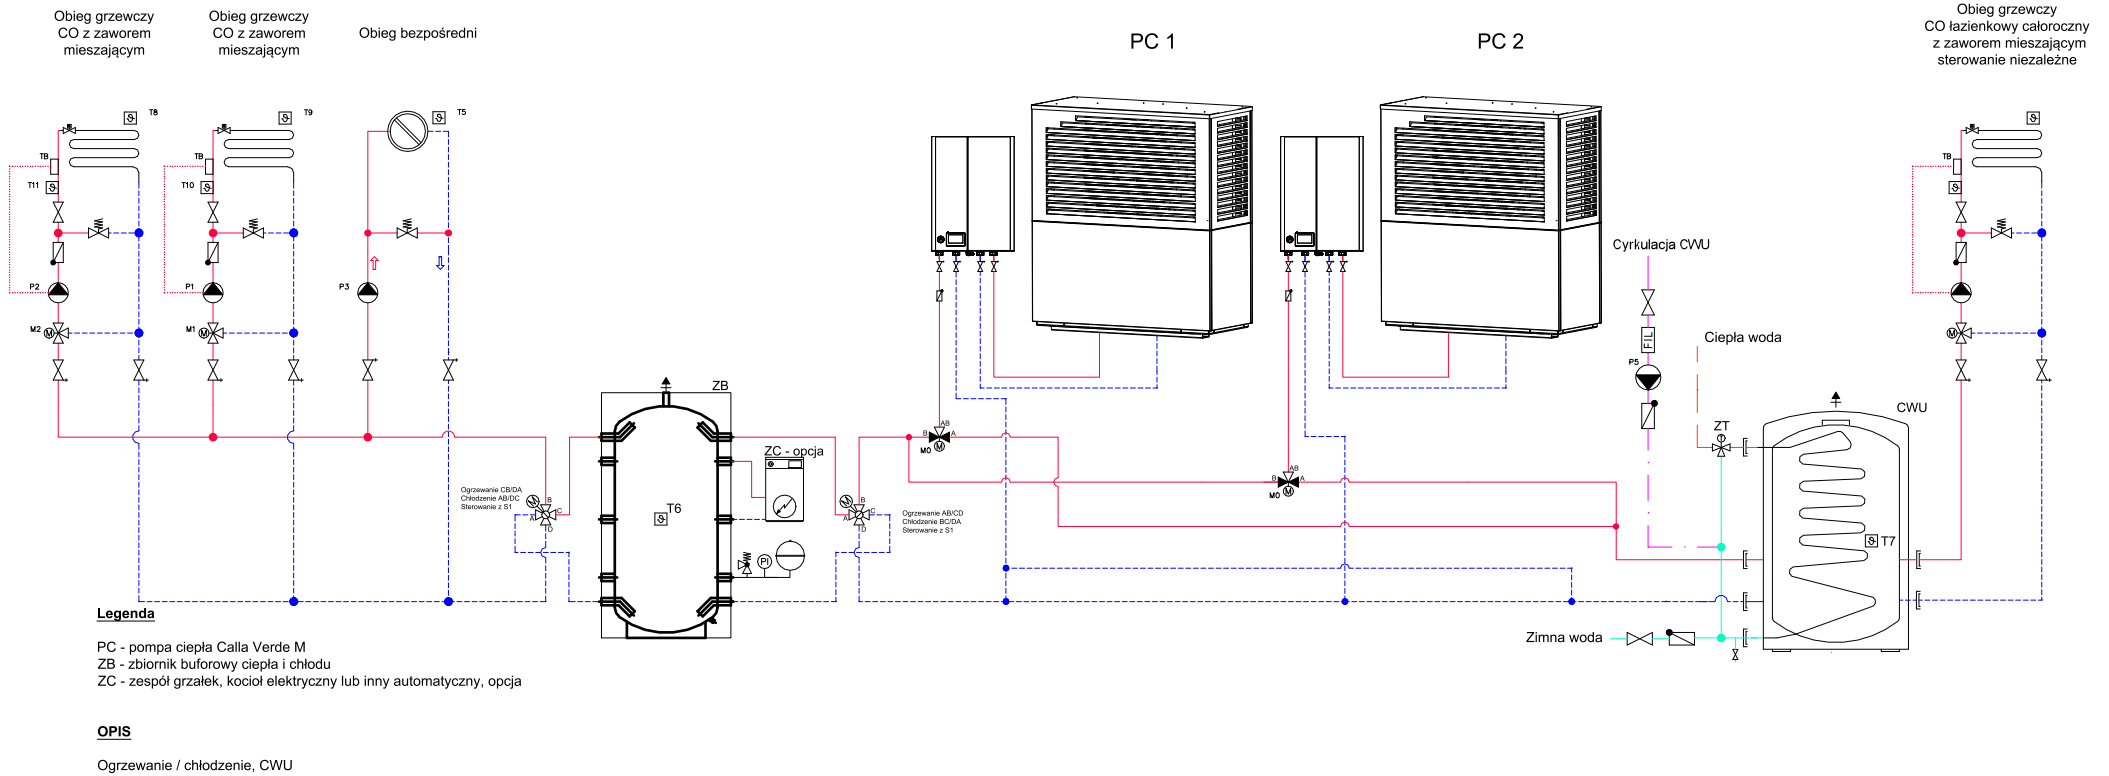 Obieg grzewczy
CO z zaworem
mieszającym
Obieg grzewczy
CO z zaworem
mieszającym
Obieg bezpośredni
PC 1
PC 2
Obieg grzewczy
CO łazienkowy całoroczny
z zaworem mieszającym
sterowanie niezależne
T8
T9
T5
TB
TB
TB
T11
T10
P2
P1
P3
M2
M
M1
M
M
Cyrkulacja CWU
FIL
P5
Ciepła woda
ZT
CWU
ZB
ZC - opcja
T6
PI
T7
Ogrzewanie CB/DA
Chłodzenie AB/DC
Sterowanie z S1
M
B
A
C
D
M
B
A
C
D
Ogrzewanie AB/CD
Chłodzenie BC/DA
Sterowanie z S1
AB
B
A
M0
M
AB
B
A
M0
M
Zimna woda
Legenda
PC - pompa ciepła Calla Verde M
ZB - zbiornik buforowy ciepła i chłodu
ZC - zespół grzałek, kocioł elektryczny lub inny automatyczny, opcja
OPIS
Ogrzewanie / chłodzenie, CWU